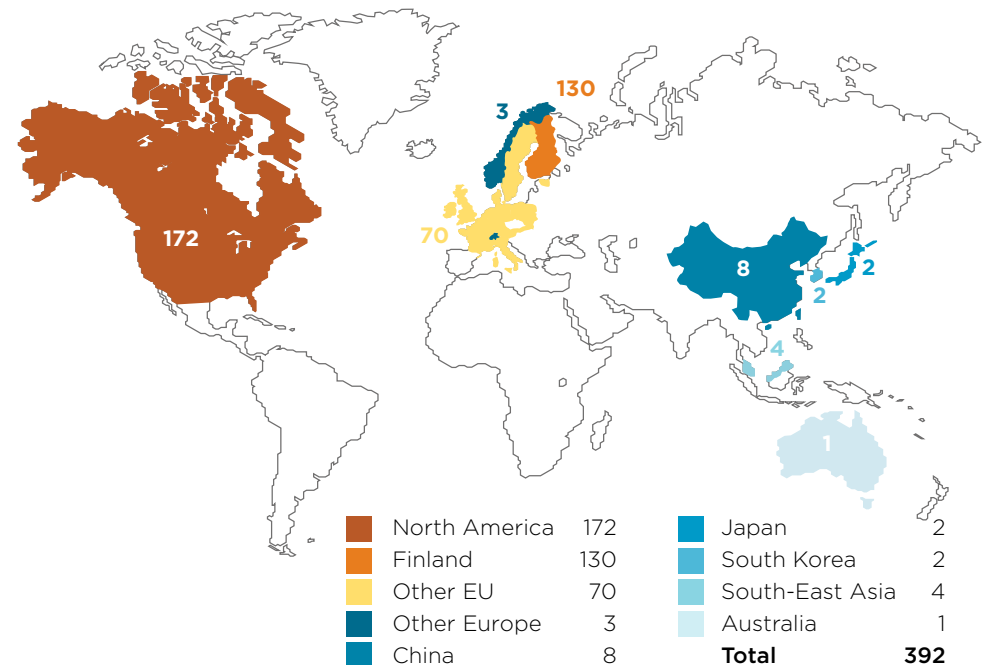 130
3
172
70
8
2
2
4
1
North America 172
Finland 130
Other EU 70
Other Europe 3
China 8
Japan 2
South Korea 2
South-East Asia 4
Australia 1
Total 392